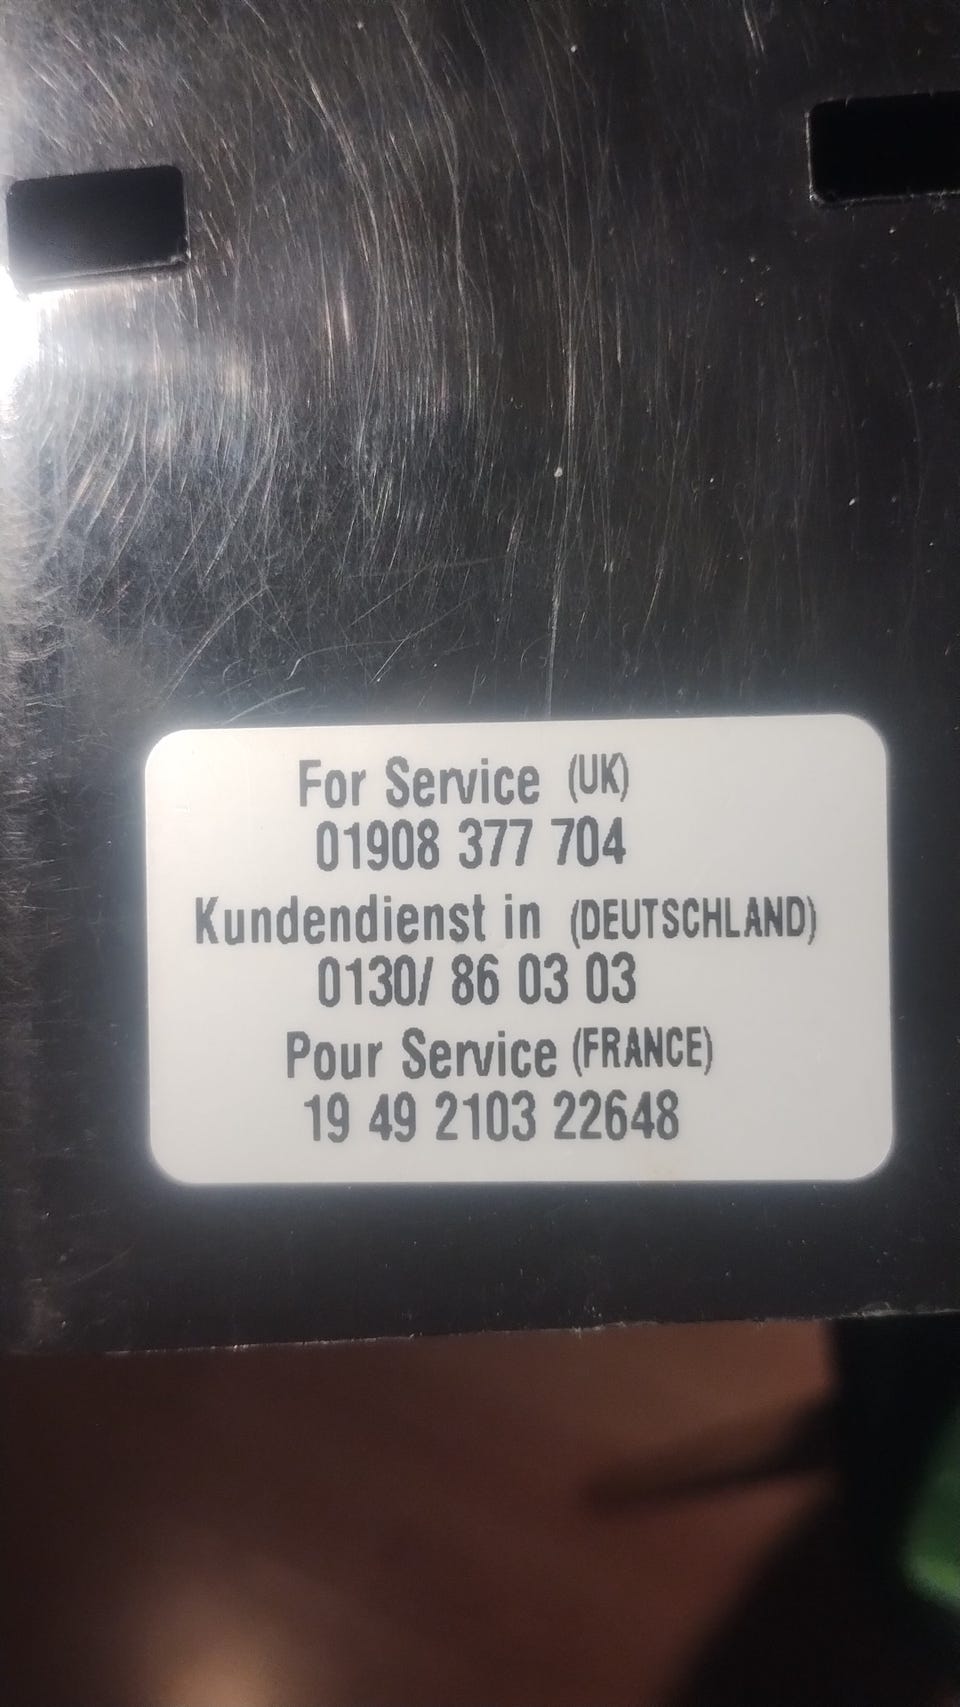 For Service (UK)
01908 377 704
Kundendienst in (DEUTSCHLAND)
0130/ 86 03 03
Pour Service (FRANCE)
19 49 2103 22648